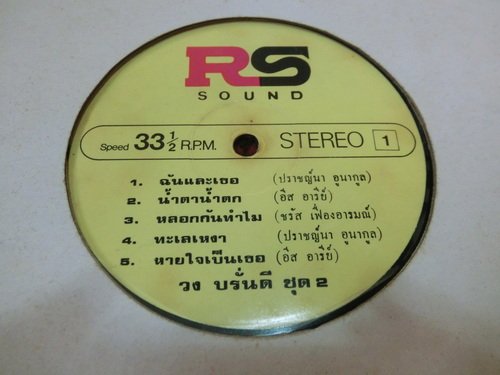 RS
SOUND
Speed 33 1/2 R.P.M. STEREO 1
1. ฉันและเธอ (ปราชญ์นา อูนากูล)
2. น้ำตาน้ำตก (อี๊ส อารีย์)
3. หลอกกันทำไม (ชรัส เฟื่องอารมณ์)
4. ทะเลเหงา (ปราชญ์นา อูนากูล)
5. หายใจเป็นเธอ (อี๊ส อารีย์)
วง บรั่นดี ชุด 2